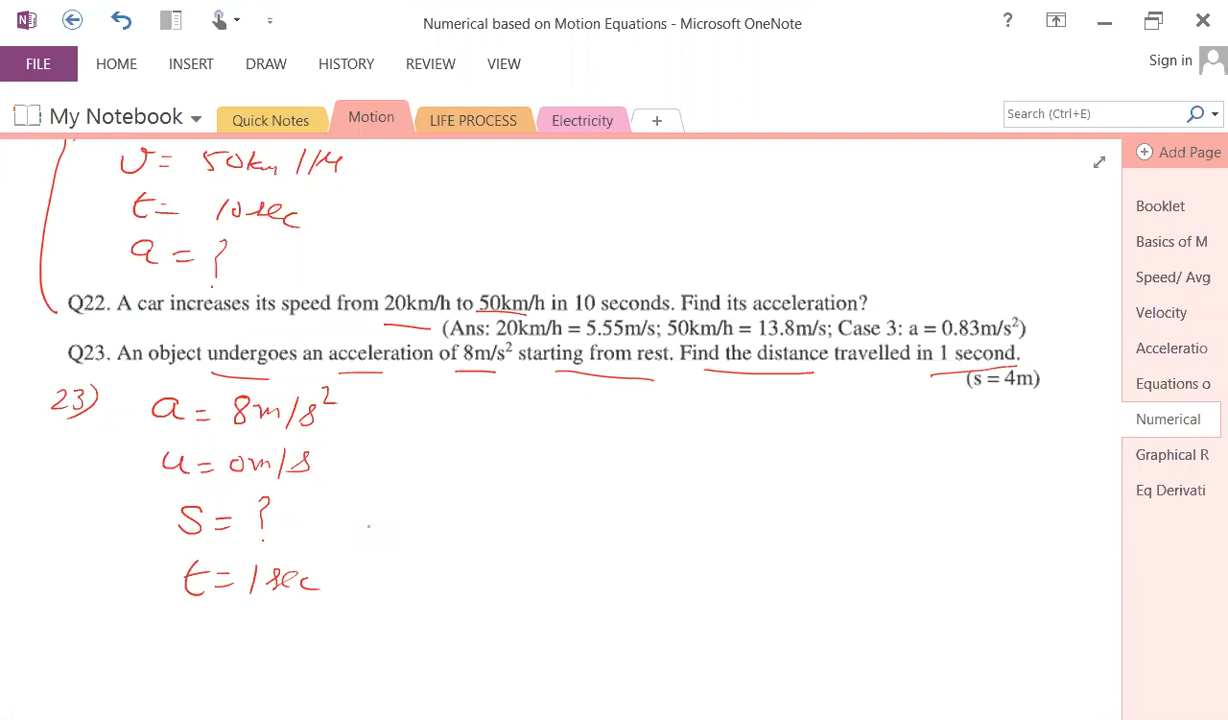 Numerical based on Motion Equations - Microsoft OneNote
FILE HOME INSERT DRAW HISTORY REVIEW VIEW
Sign in
My Notebook Quick Notes Motion LIFE PROCESS Electricity +
Search (Ctrl+E)
Add Page
Booklet
Basics of M
Speed/ Avg
Velocity
Acceleratio
Equations o
Numerical
Graphical R
Eq Derivati
v = 50km/H
t = 10sec
a = ?
Q22. A car increases its speed from 20km/h to 50km/h in 10 seconds. Find its acceleration?
(Ans: 20km/h = 5.55m/s; 50km/h = 13.8m/s; Case 3: a = 0.83m/s²)
Q23. An object undergoes an acceleration of 8m/s² starting from rest. Find the distance travelled in 1 second.
(s = 4m)
23) a = 8m/s²
u = 0m/s
S = ?
t = 1sec